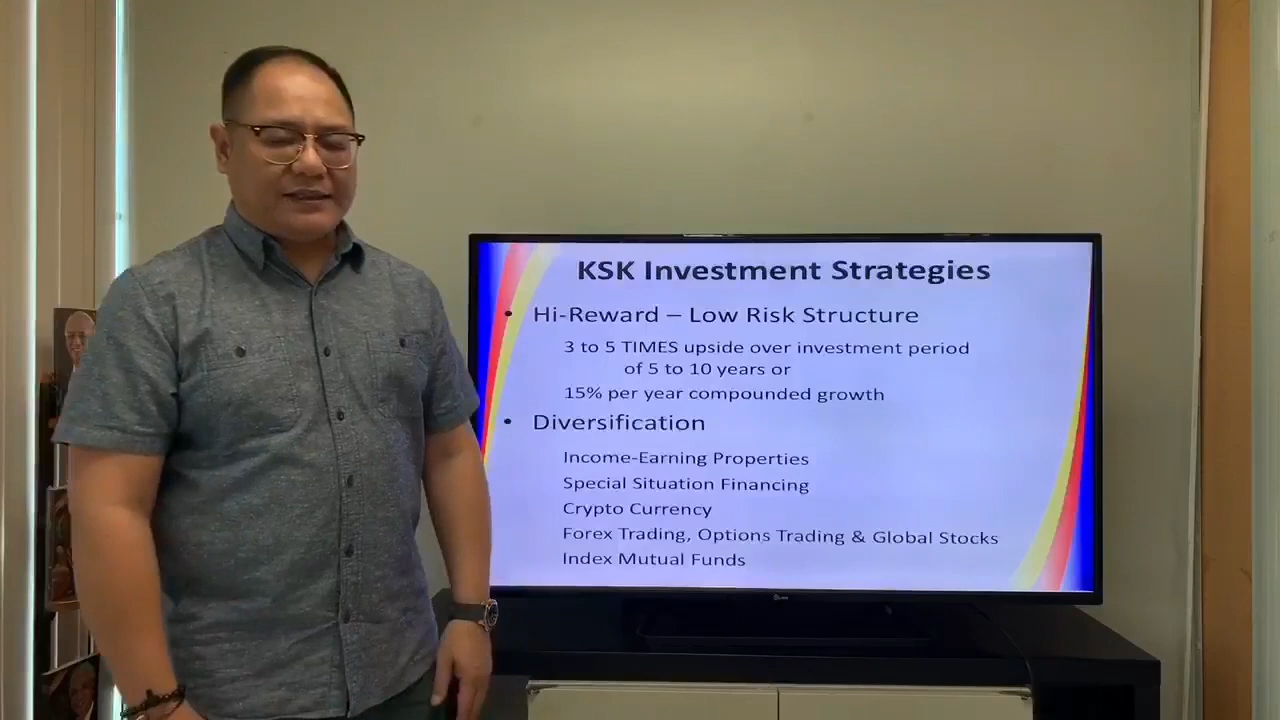 KSK Investment Strategies
• Hi-Reward – Low Risk Structure
3 to 5 TIMES upside over investment period
of 5 to 10 years or
15% per year compounded growth
• Diversification
Income-Earning Properties
Special Situation Financing
Crypto Currency
Forex Trading, Options Trading & Global Stocks
Index Mutual Funds